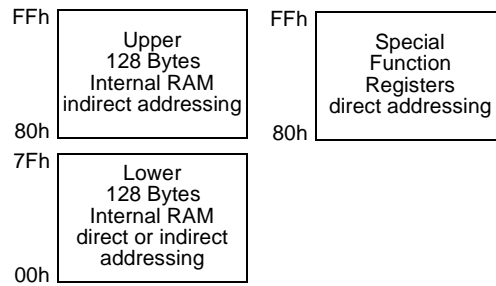 FFh
Upper
128 Bytes
Internal RAM
indirect addressing
80h
FFh
Special
Function
Registers
direct addressing
80h
7Fh
Lower
128 Bytes
Internal RAM
direct or indirect
addressing
00h